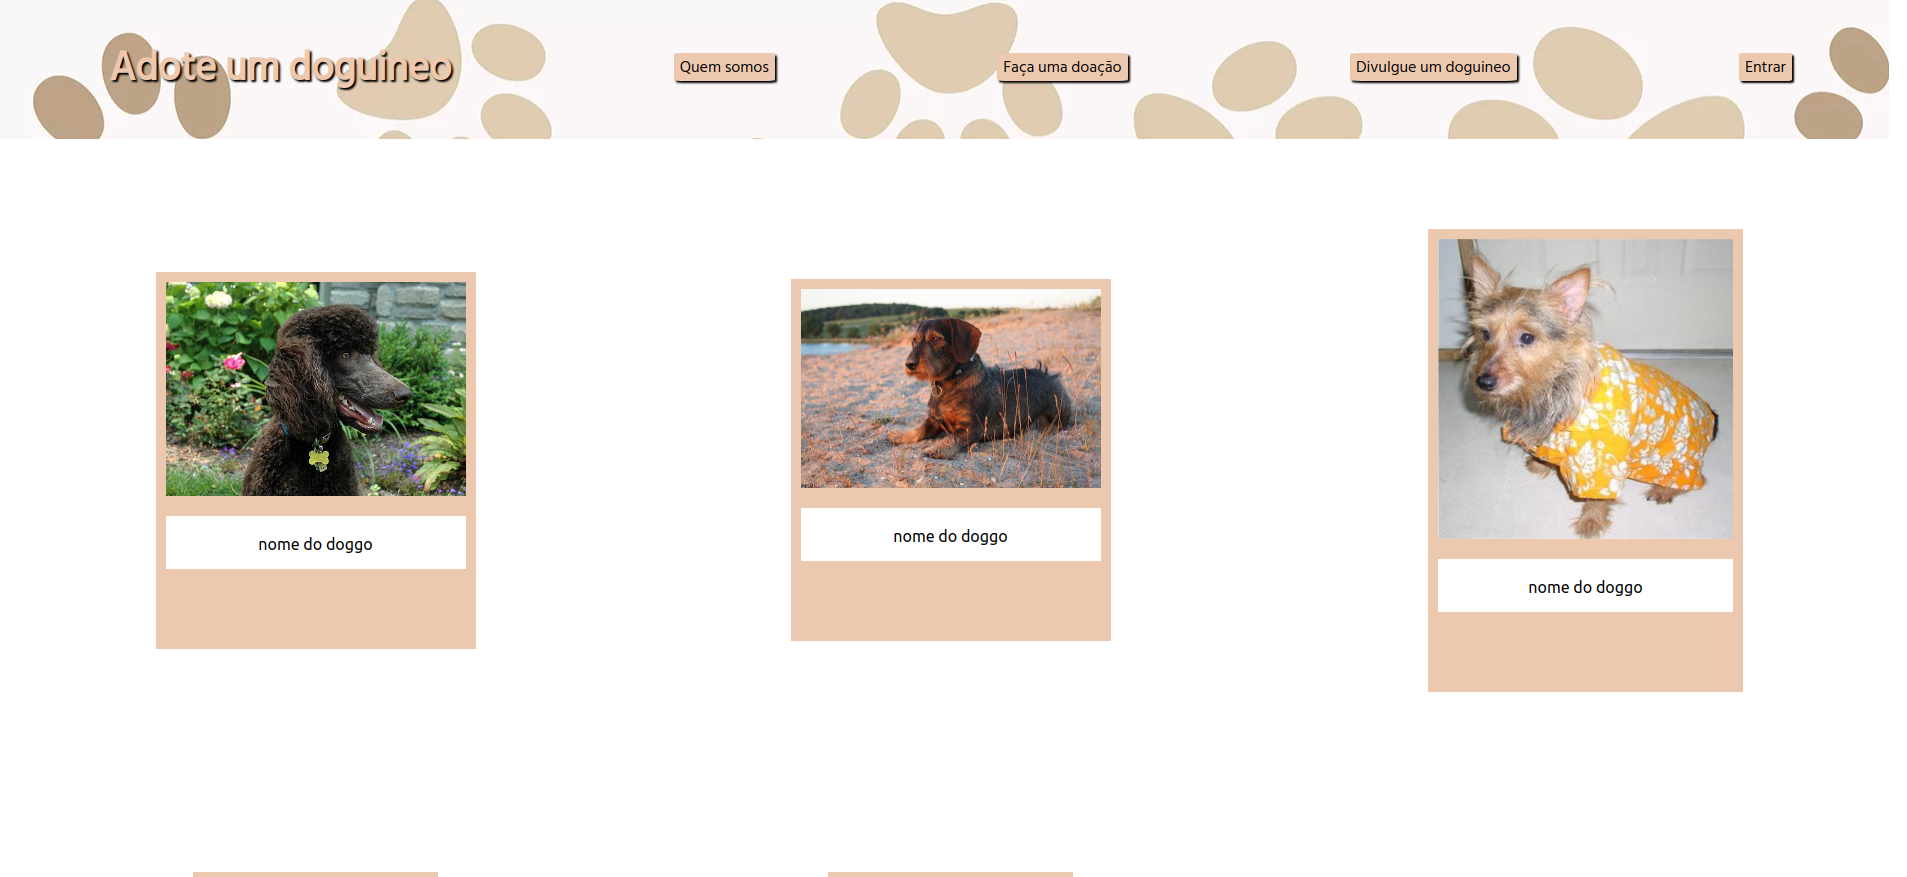 Adote um doguineo
Quem somos
Faça uma doação
Divulgue um doguineo
Entrar
nome do doggo
nome do doggo
nome do doggo